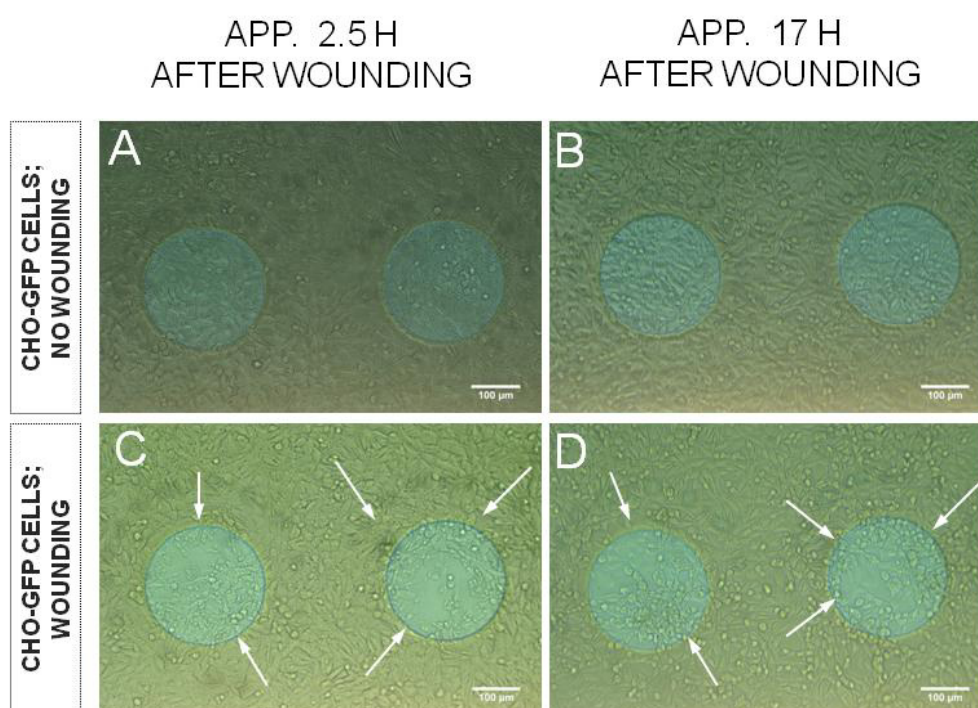 APP. 2.5 H
AFTER WOUNDING
APP. 17 H
AFTER WOUNDING
CHO-GFP CELLS;
NO WOUNDING
A
100 µm
B
100 µm
CHO-GFP CELLS;
WOUNDING
C
100 µm
D
100 µm